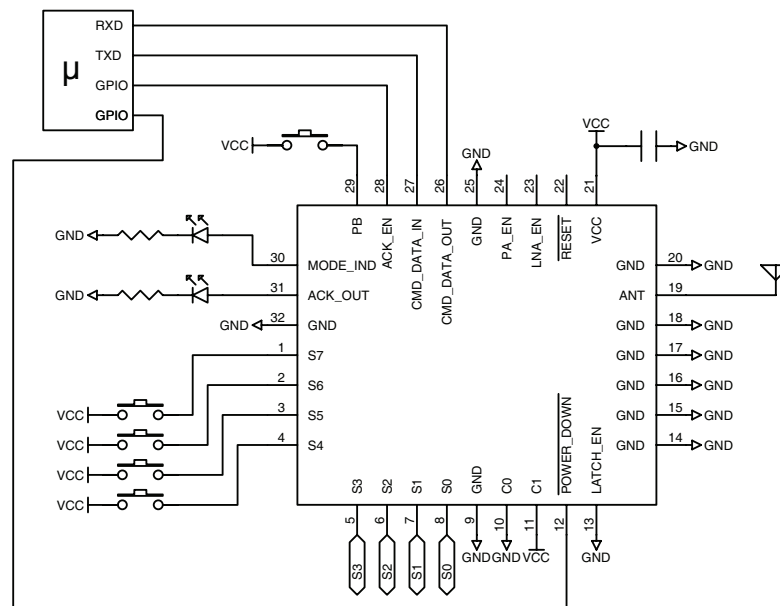 RXD
TXD
μ
GPIO
GPIO
VCC
GND
VCC
GND
29
28
27
26
25
24
23
22
21
PB
ACK_EN
CMD_DATA_IN
CMD_DATA_OUT
GND
PA_EN
LNA_EN
RESET
VCC
GND
30
MODE_IND
GND
20
GND
GND
31
ACK_OUT
ANT
19
GND
32
GND
GND
18
GND
1
S7
GND
17
GND
2
S6
GND
16
GND
VCC
3
S5
GND
15
GND
VCC
4
S4
GND
14
GND
VCC
VCC
S3
S2
S1
S0
GND
C0
C1
POWER_DOWN
LATCH_EN
5
6
7
8
9
10
11
12
13
S3
S2
S1
S0
GND
GND
VCC
GND